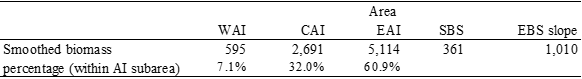 Area
WAI CAI EAI SBS EBS slope
Smoothed biomass 595 2,691 5,114 361 1,010
percentage (within AI subarea) 7.1% 32.0% 60.9%